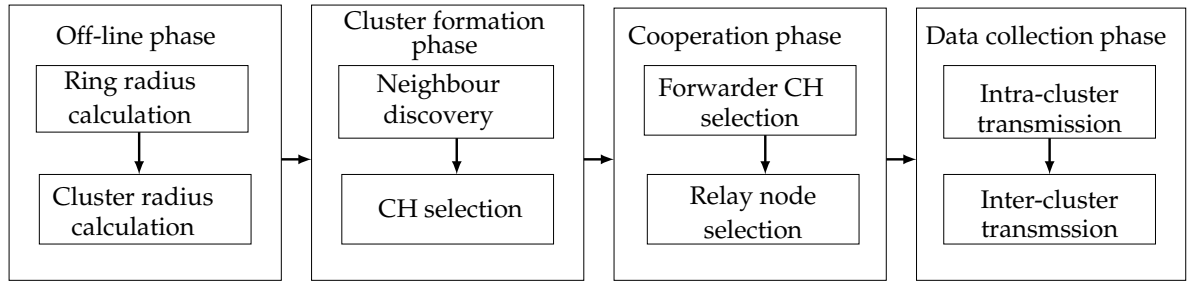 Off-line phase
Ring radius
calculation
Cluster radius
calculation
Cluster formation
phase
Neighbour
discovery
CH selection
Cooperation phase
Forwarder CH
selection
Relay node
selection
Data collection phase
Intra-cluster
transmission
Inter-cluster
transmssion